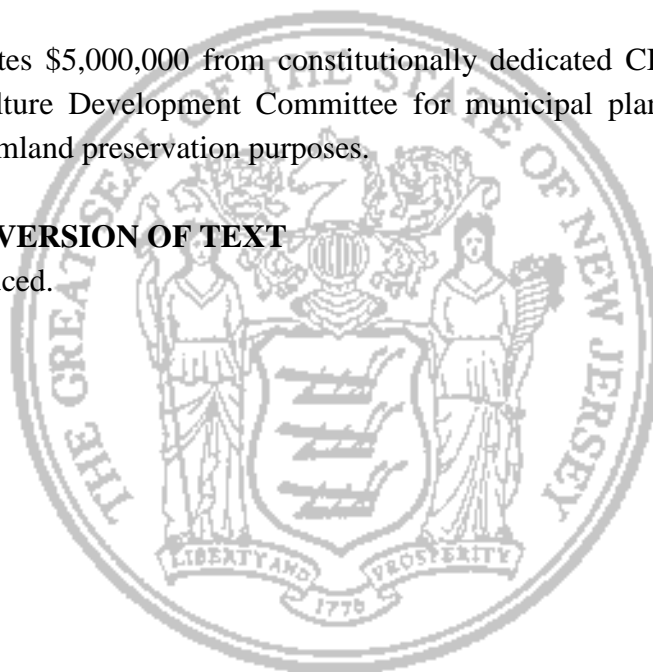 tes $5,000,000 from constitutionally dedicated C
lture Development Committee for municipal plan
mland preservation purposes.
VERSION OF TEXT
ced.
THE GREAT SEAL OF THE STATE OF NEW JERSEY
LIBERTY AND PROSPERITY
1776